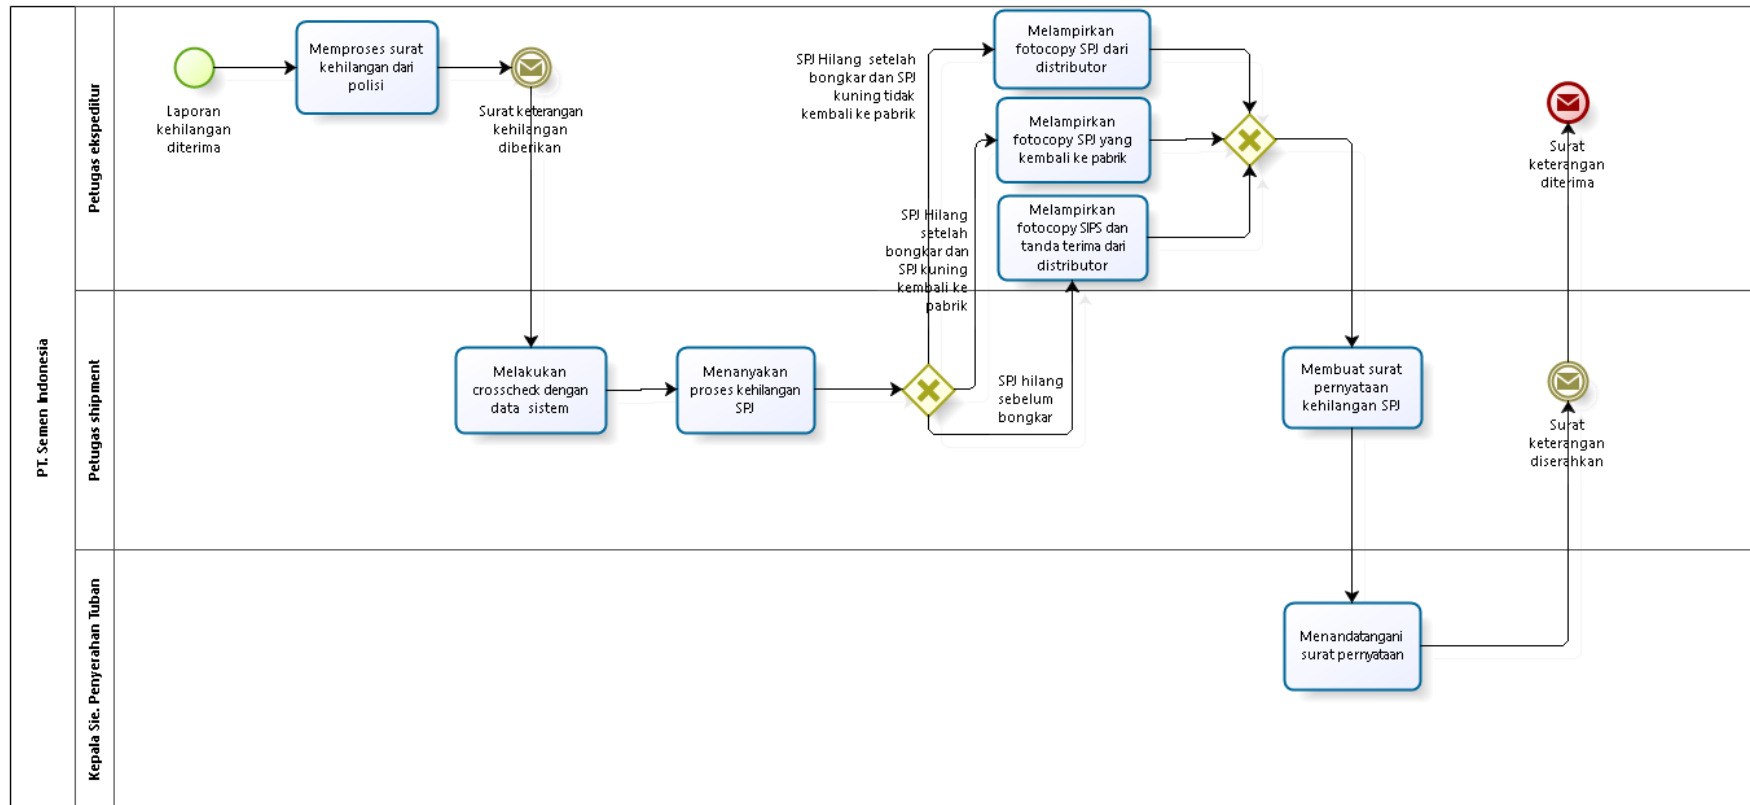 PT. Semen Indonesia
Petugas ekspeditur
Laporan
kehilangan
diterima
Memproses surat
kehilangan dari
polisi
Surat keterangan
kehilangan
diberikan
SPJ Hilang setelah
bongkar dan SPJ
kuning tidak
kembali ke pabrik
Melampirkan
fotocopy SPJ dari
distributor
Melampirkan
fotocopy SPJ yang
kembali ke pabrik
SPJ Hilang
setelah
bongkar dan
SPJ kuning
kembali ke
pabrik
Melampirkan
fotocopy SIPS dan
tanda terima dari
distributor
Surat
keterangan
diterima
Petugas shipment
Melakukan
crosscheck dengan
data sistem
Menanyakan
proses kehilangan
SPJ
SPJ hilang
sebelum
bongkar
Membuat surat
pernyataan
kehilangan SPJ
Surat
keterangan
diserahkan
Kepala Sie. Penyerahan Tuban
Menandatangani
surat pernyataan